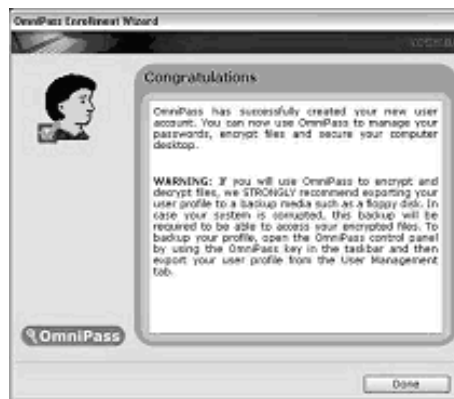 OmniPass Enrollment Wizard
Congratulations
OmniPass has successfully created your new user
account. You can now use OmniPass to manage your
passwords, encrypt files and secure your computer
desktop.
WARNING: If you will use OmniPass to encrypt and
decrypt files, we STRONGLY recommend exporting your
user profile to a backup media such as a floppy disk. In
case your system is corrupted, this backup will be
required to be able to access your encrypted files. To
backup your profile, open the OmniPass control panel
by using the OmniPass key in the taskbar and then
export your user profile from the User Management
tab.
OmniPass
Done